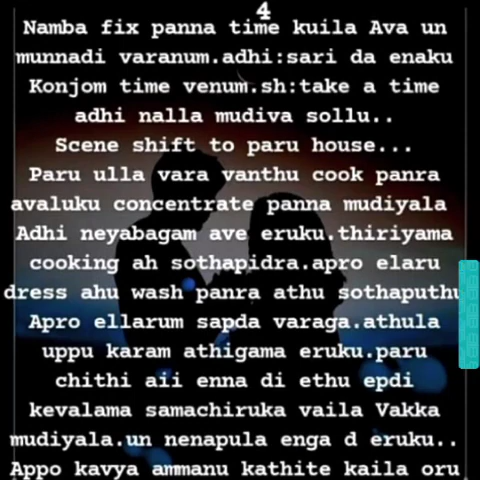 4
Namba fix panna time kuila Ava un
munnadi varanum.adhi:sari da enaku
Konjom time venum.sh:take a time
adhi nalla mudiva sollu..
Scene shift to paru house...
Paru ulla vara vanthu cook panra
avaluku concentrate panna mudiyala
Adhi neyabagam ave eruku.thiriyama
cooking ah sothapidra.apro elaru
dress ahu wash panra athu sothaputhu
Apro ellarum sapda varaga.athula
uppu karam athigama eruku.paru
chithi aii enna di ethu epdi
kevalama samachiruka vaila Vakka
mudiyala.un nenapula enga d eruku..
Appo kavya ammanu kathite kaila oru